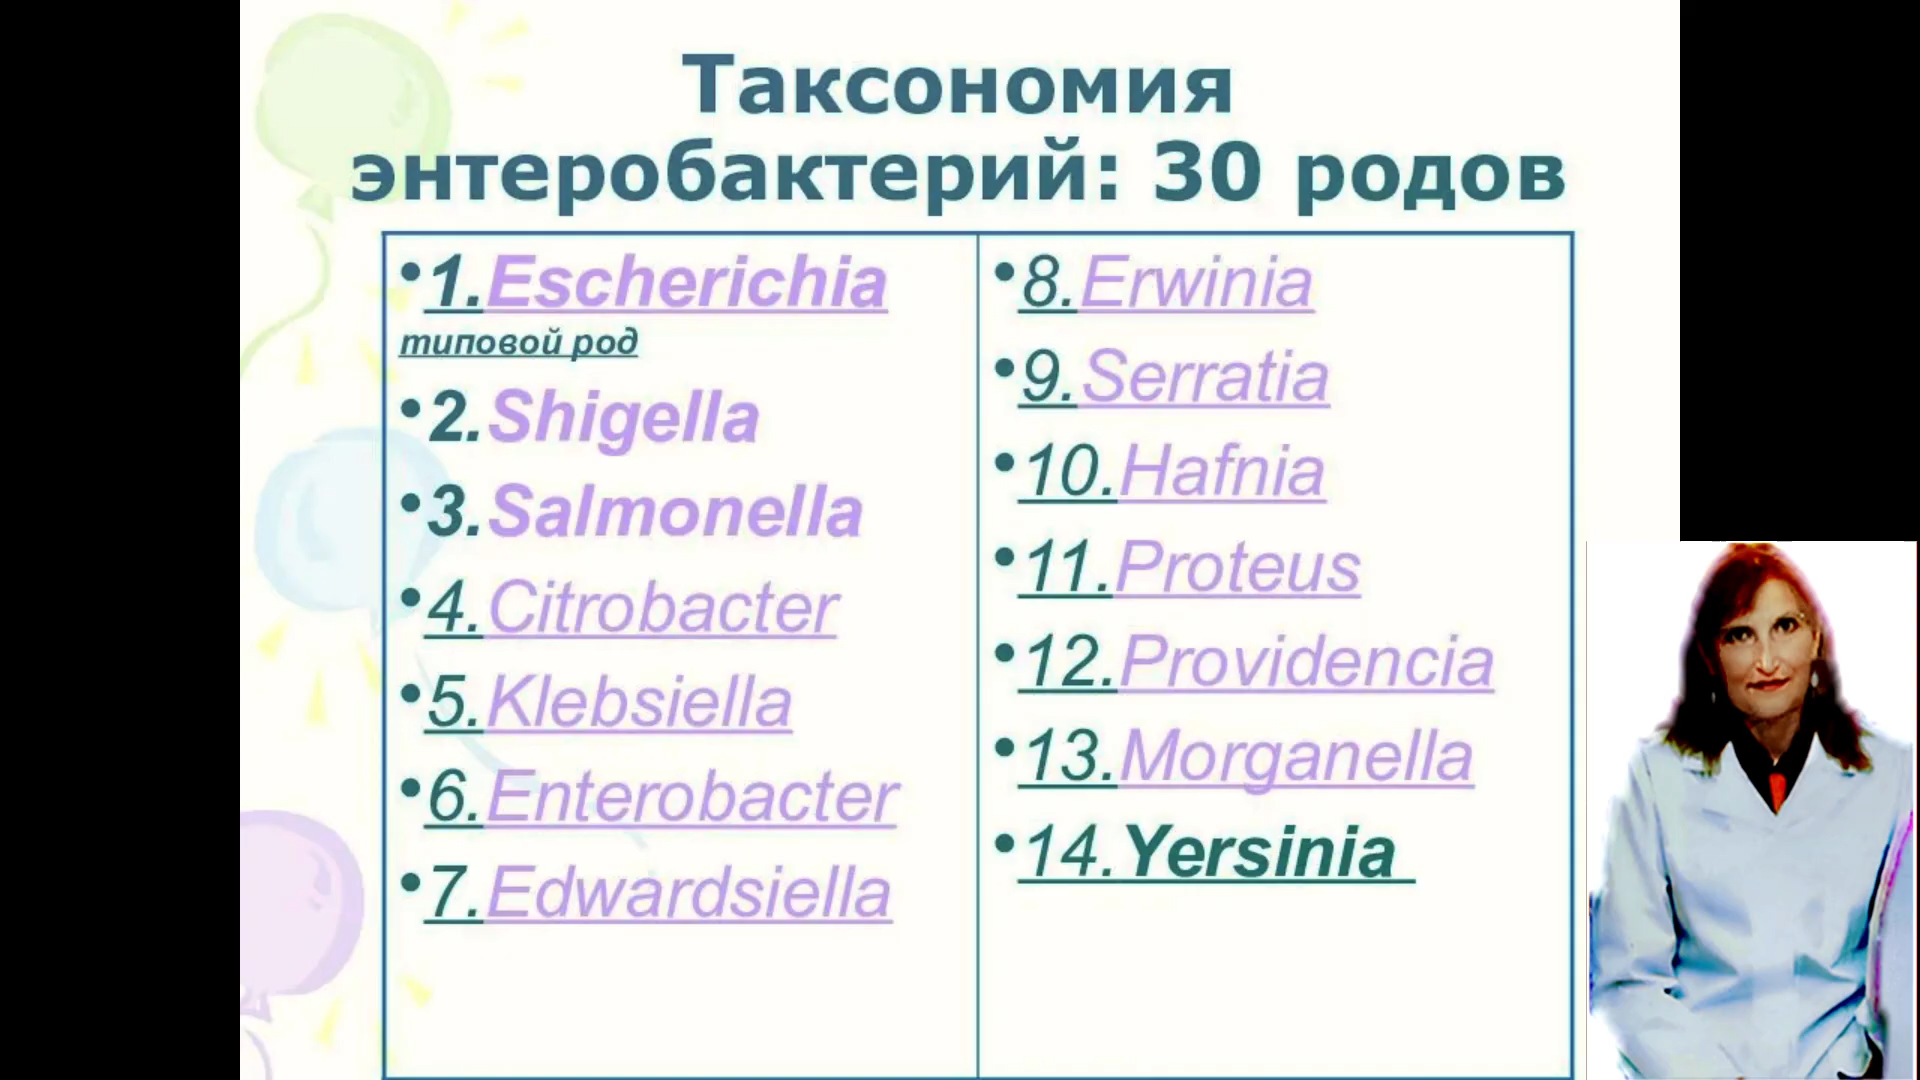 Таксономия
энтеробактерий: 30 родов
•1.Escherichia
типовой род
•2.Shigella
•3.Salmonella
•4.Citrobacter
•5.Klebsiella
•6.Enterobacter
•7.Edwardsiella
•8.Erwinia
•9.Serratia
•10.Hafnia
•11.Proteus
•12.Providencia
•13.Morganella
•14.Yersinia